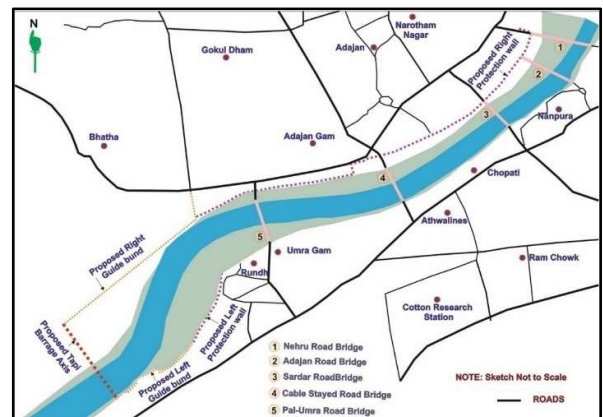 N
Narotham
Nagar
Gokul Dham
Adajan
1
Proposed Right
Protection wall
2
3
Nanpura
Bhatha
Adajan Gam
Chopati
4
Athwalines
5
Umra Gam
Rundh
Ram Chowk
Proposed Right
Guide bund
Cotton Research
Station
Proposed Tapi
Barrage Axis
Proposed Left
Protection wall
Proposed Left
Guide bund
1 Nehru Road Bridge
2 Adajan Road Bridge
3 Sardar RoadBridge
4 Cable Stayed Road Bridge
5 Pal-Umra Road Bridge
NOTE: Sketch Not to Scale
ROADS